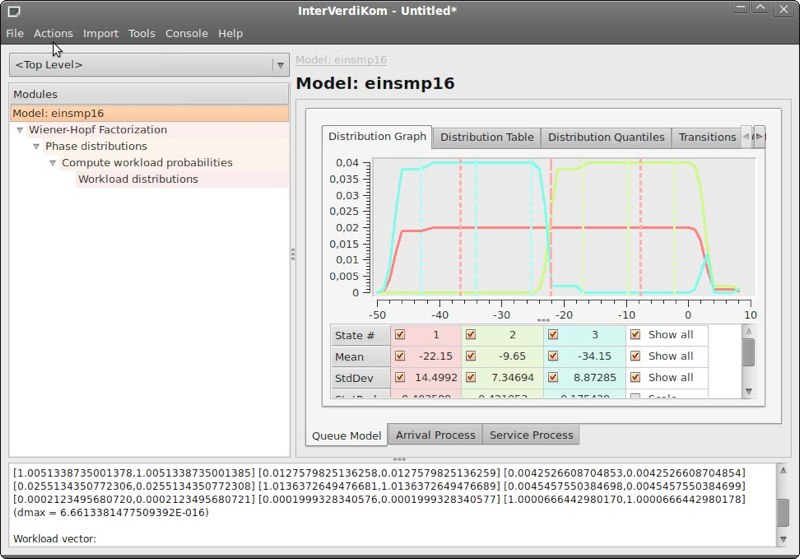 InterVerdiKom - Untitled*
File Actions Import Tools Console Help
<Top Level>
Modules
Model: einsmp16
Wiener-Hopf Factorization
Phase distributions
Compute workload probabilities
Workload distributions
Model: einsmp16
Model: einsmp16
Distribution Graph Distribution Table Distribution Quantiles Transitions
0,04
0,035
0,03
0,025
0,02
0,015
0,01
0,005
0
-50 -40 -30 -20 -10 0 10
State # 1 2 3 Show all
Mean -22.15 -9.65 -34.15 Show all
StdDev 14.4992 7.34694 8.87285 Show all
Queue Model Arrival Process Service Process
[1.0051338735001378,1.0051338735001385] [0.0127579825136258,0.0127579825136259] [0.0042526608704853,0.0042526608704854]
[0.0255134350772306,0.0255134350772308] [1.0136372649476681,1.0136372649476689] [0.0045457550384698,0.0045457550384699]
[0.0002123495680720,0.0002123495680721] [0.0001999328340576,0.0001999328340577] [1.0000666442980170,1.0000666442980178]
(dmax = 6.6613381477509392E-016)
Workload vector: